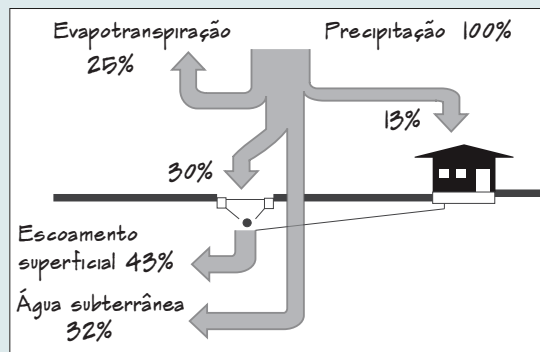 Evapotranspiração
25%
Precipitação 100%
13%
30%
Escoamento
superficial 43%
Água subterrânea
32%